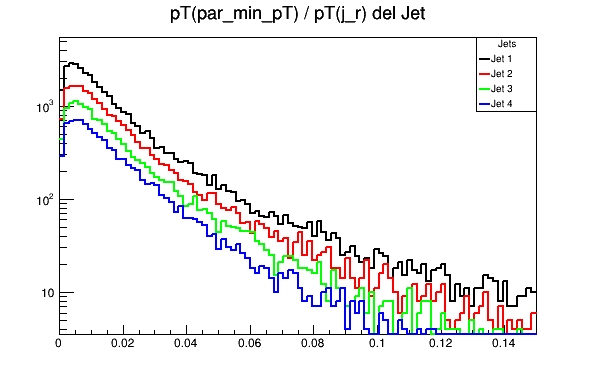 pT(par_min_pT) / pT(j_r) del Jet
Jets
Jet 1
Jet 2
Jet 3
Jet 4
10³
10²
10
0 0.02 0.04 0.06 0.08 0.1 0.12 0.14